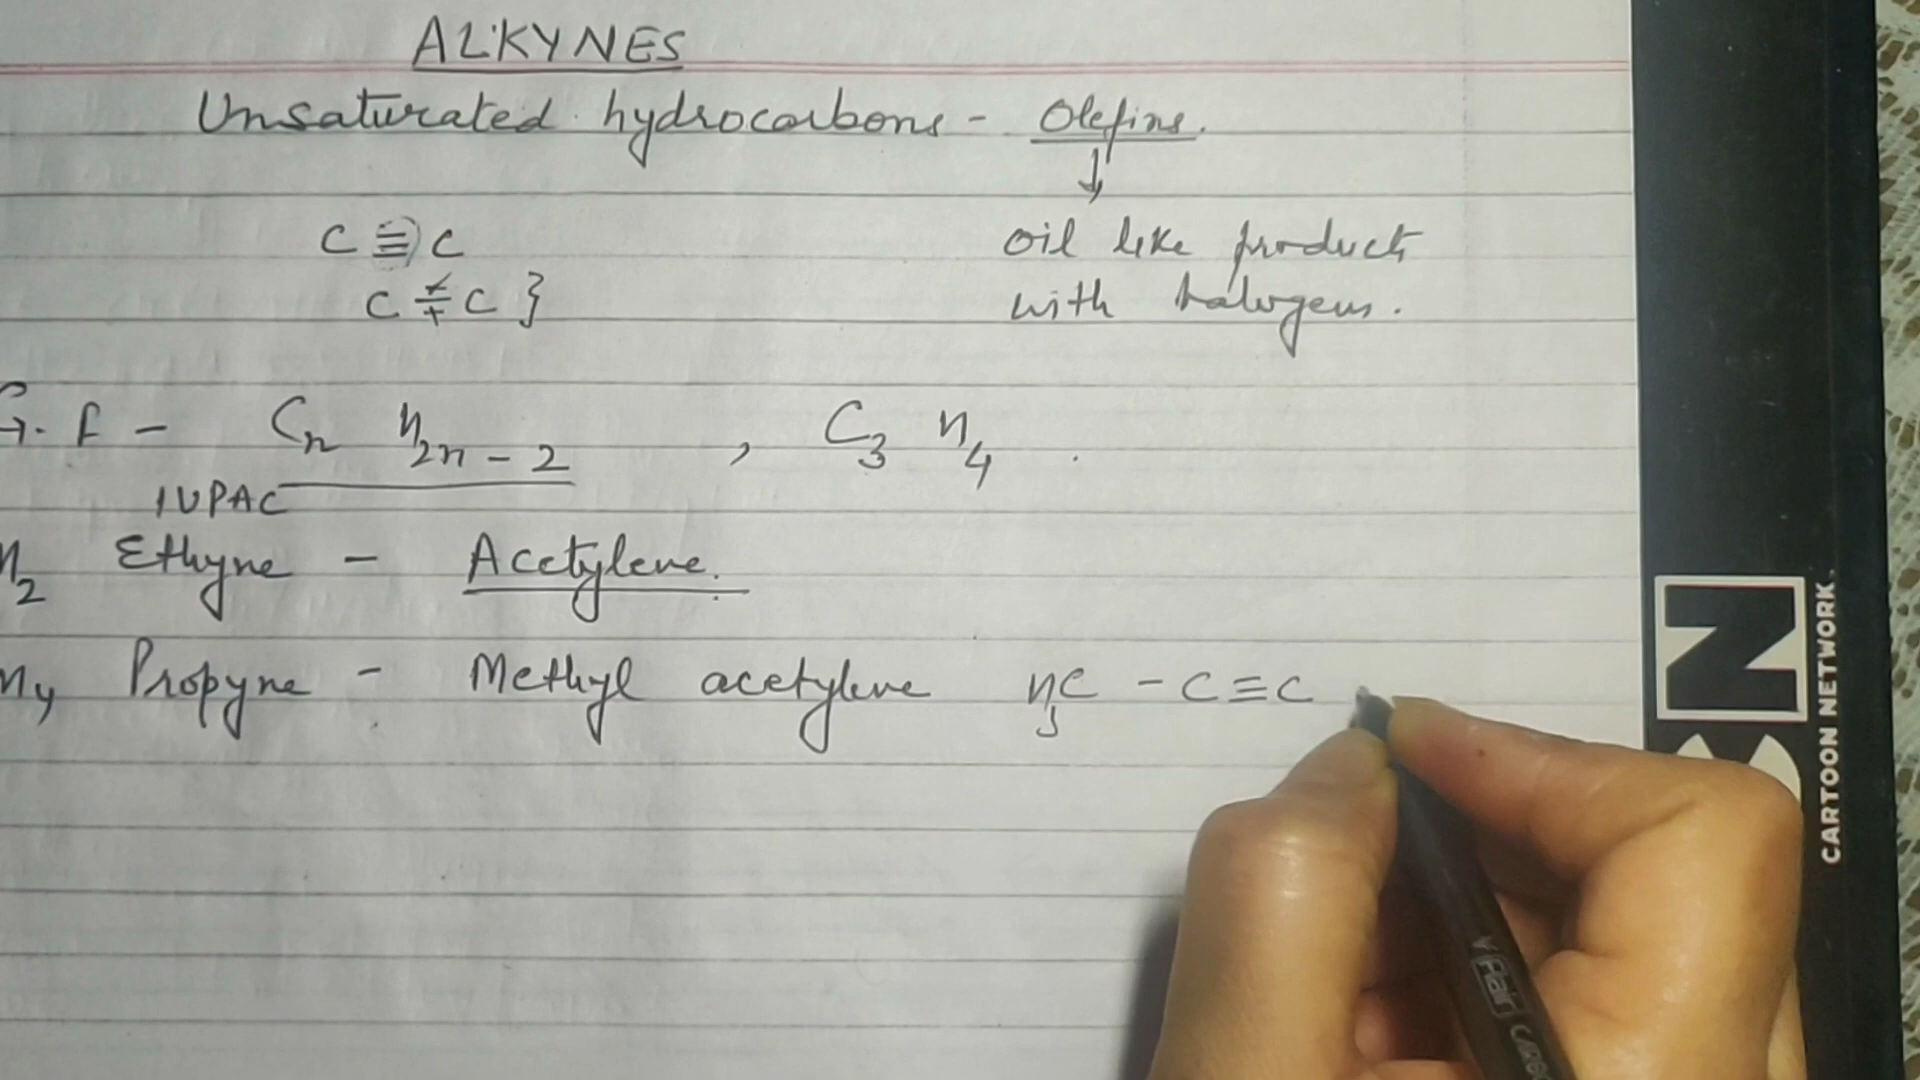 ALKYNES
Unsaturated hydrocarbons - Olefins.
↓
C ≡ C
oil like product
C ≡ C }
with halogens.
G.F - CnH2n-2 , C3H4.
IUPAC
H2 Ethyne - Acetylene.
H4 Propyne - Methyl acetylene H3C - C≡C
N
CARTOON NETWORK
Flair